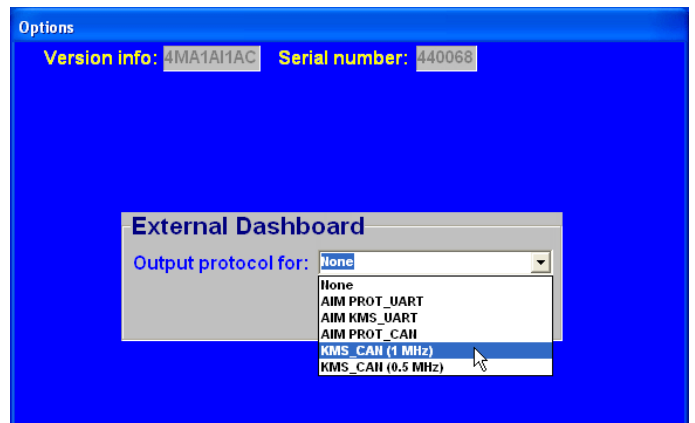 Options
Version info: 4MA1AI1AC Serial number: 440068
External Dashboard
Output protocol for: None
None
AIM PROT_UART
AIM KMS_UART
AIM PROT_CAN
KMS_CAN (1 MHz)
KMS_CAN (0.5 MHz)